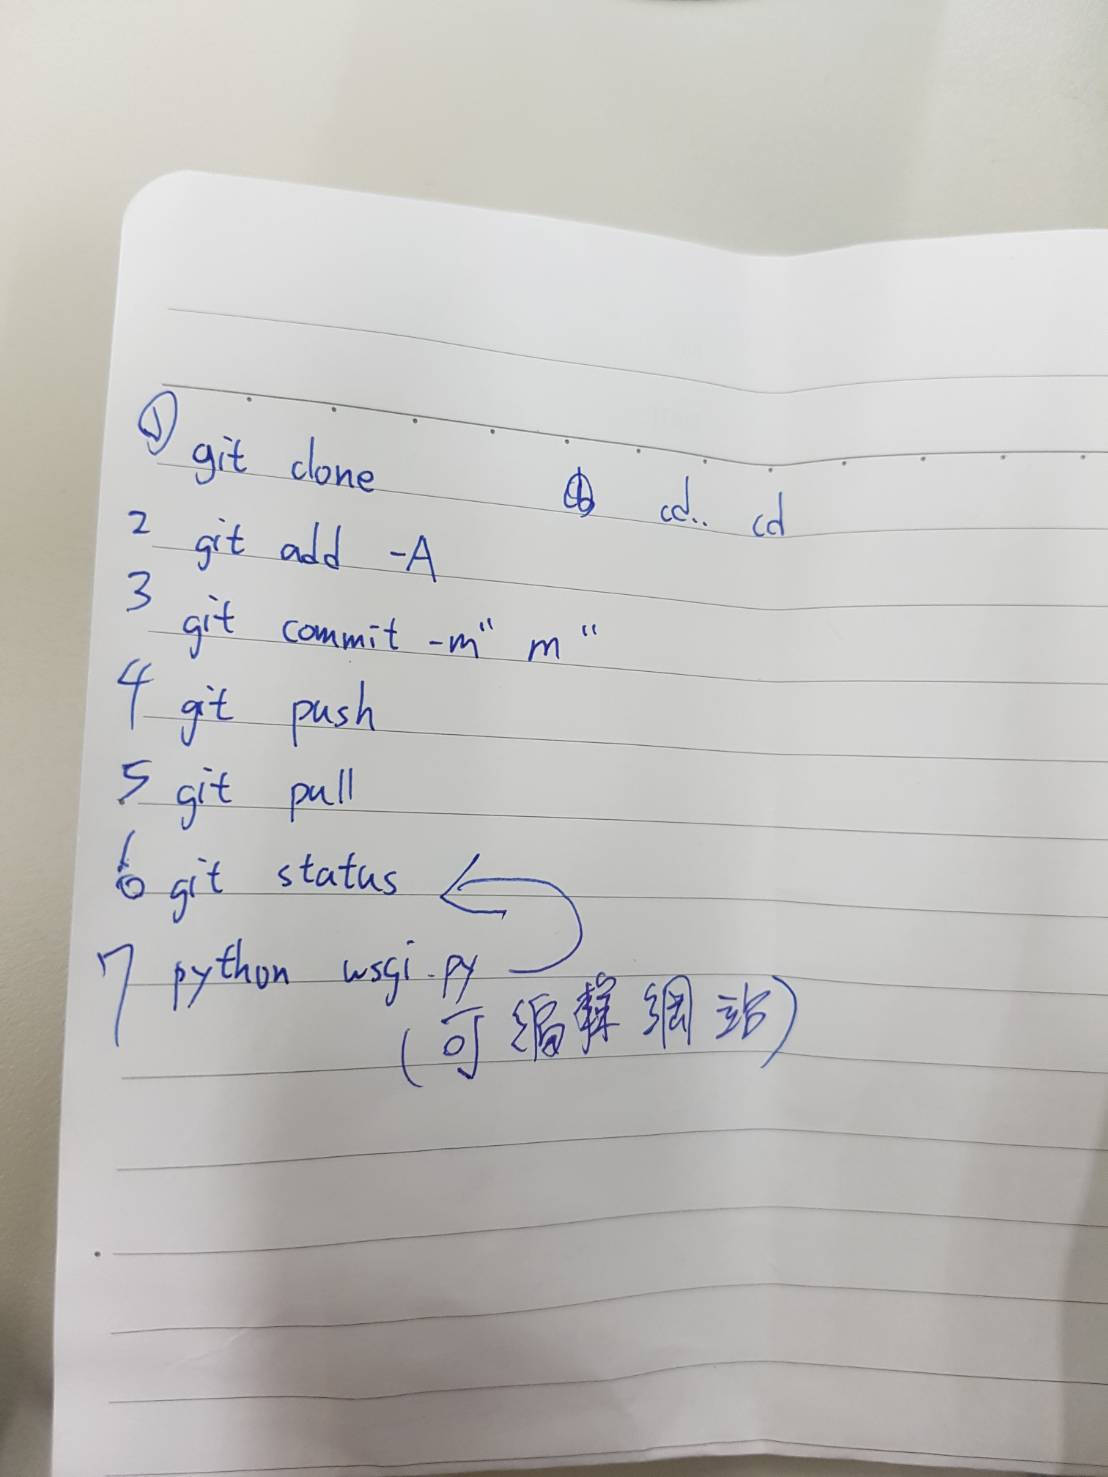 ① git clone
cd.. cd
2 git add -A
3 git commit -m" m "
4 git push
5 git pull
6 git status
7 python wsgi.py
(可編輯網站)